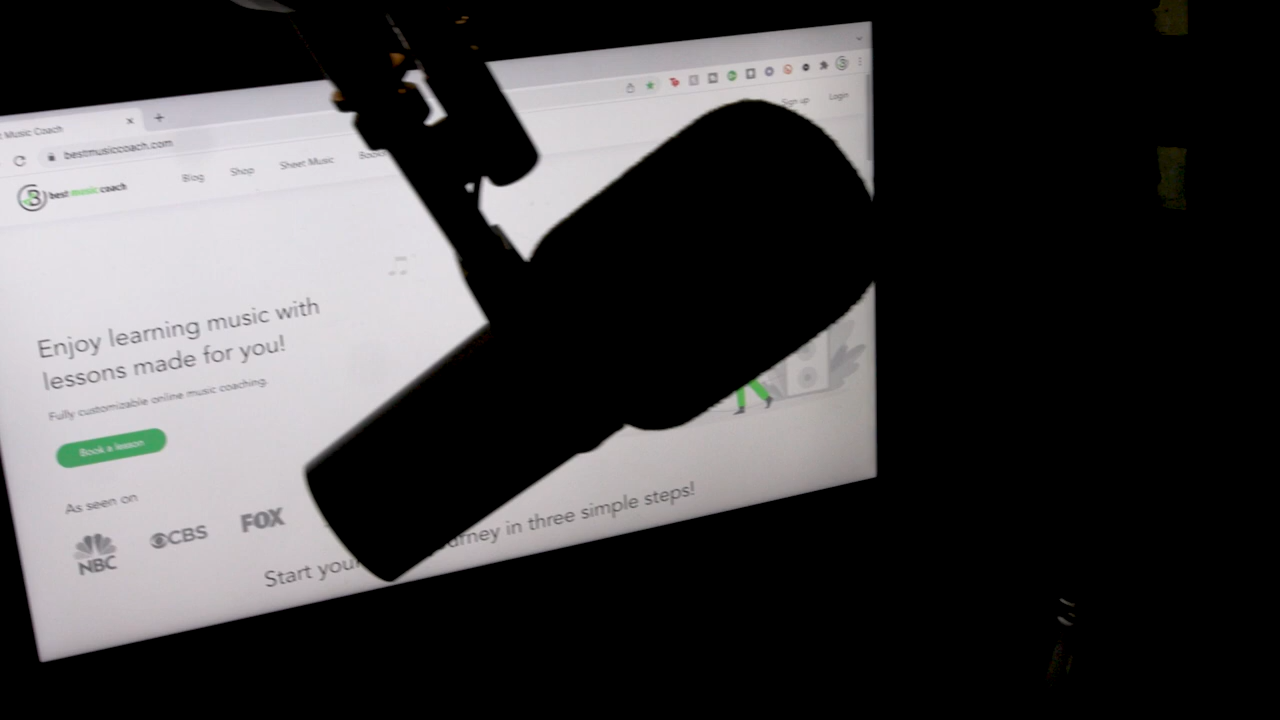 Music Coach
bestmusiccoach.com
Sign up Login
best music coach
Blog Shop Sheet Music
Enjoy learning music with
lessons made for you!
Fully customizable online music coaching.
Book a lesson
As seen on
NBC CBS FOX
Start your journey in three simple steps!